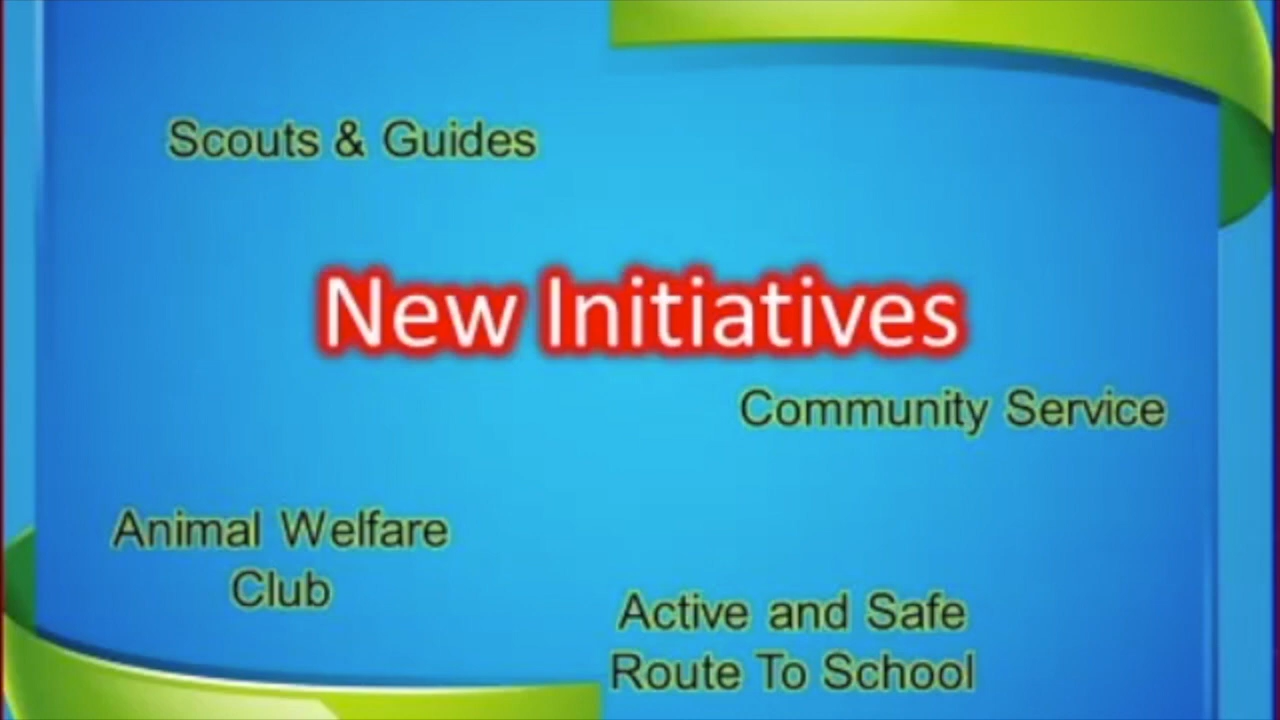 Scouts & Guides
New Initiatives
Community Service
Animal Welfare
Club
Active and Safe
Route To School